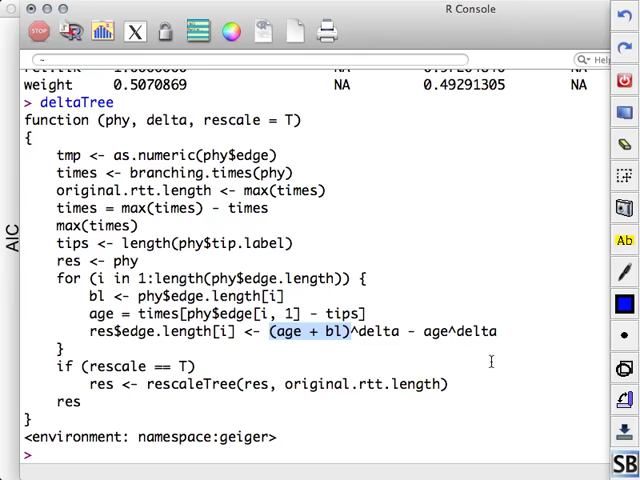 R Console
STOP
R
X
~
Help
weight 0.5070869 NA 0.49291305 NA
> deltaTree
function (phy, delta, rescale = T)
{
tmp <- as.numeric(phy$edge)
times <- branching.times(phy)
original.rtt.length <- max(times)
times = max(times) - times
max(times)
tips <- length(phy$tip.label)
res <- phy
for (i in 1:length(phy$edge.length)) {
bl <- phy$edge.length[i]
age = times[phy$edge[i, 1] - tips]
res$edge.length[i] <- (age + bl)^delta - age^delta
}
if (rescale == T)
res <- rescaleTree(res, original.rtt.length)
res
}
<environment: namespace:geiger>
>
AIC
Ab
SB